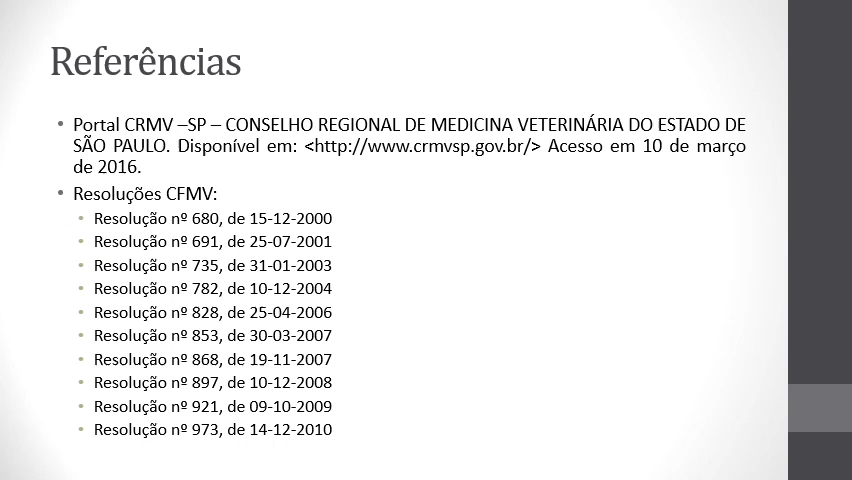 Referências
• Portal CRMV –SP – CONSELHO REGIONAL DE MEDICINA VETERINÁRIA DO ESTADO DE
SÃO PAULO. Disponível em: <http://www.crmvsp.gov.br/> Acesso em 10 de março
de 2016.
• Resoluções CFMV:
• Resolução nº 680, de 15-12-2000
• Resolução nº 691, de 25-07-2001
• Resolução nº 735, de 31-01-2003
• Resolução nº 782, de 10-12-2004
• Resolução nº 828, de 25-04-2006
• Resolução nº 853, de 30-03-2007
• Resolução nº 868, de 19-11-2007
• Resolução nº 897, de 10-12-2008
• Resolução nº 921, de 09-10-2009
• Resolução nº 973, de 14-12-2010